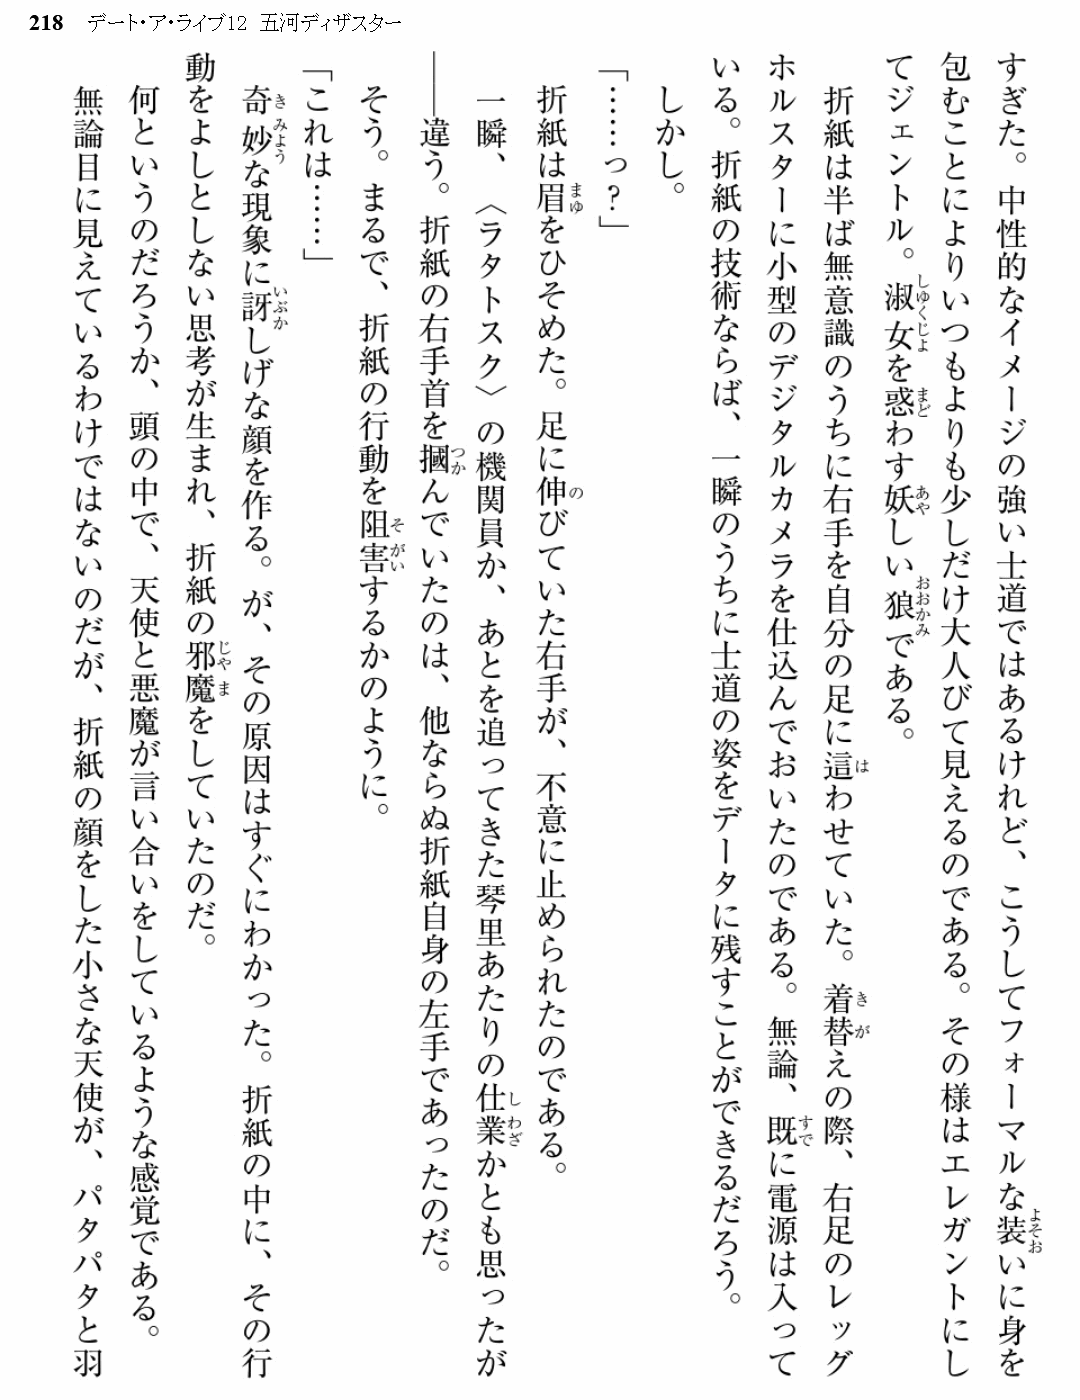 218 デート・ア・ライブ12 五河ディザスター
すぎた。中性的なイメージの強い士道ではあるけれど、こうしてフォーマルな装いに身を
包むことによりいつもよりも少しだけ大人びて見えるのである。その様はエレガントにし
てジェントル。淑女を惑わす妖しい狼である。
折紙は半ば無意識のうちに右手を自分の足に這わせていた。着替えの際、右足のレッグ
ホルスターに小型のデジタルカメラを仕込んでおいたのである。無論、既に電源は入って
いる。折紙の技術ならば、一瞬のうちに士道の姿をデータに残すことができるだろう。
しかし。
「……っ?」
折紙は眉をひそめた。足に伸びていた右手が、不意に止められたのである。
一瞬、〈ラタトスク〉の機関員か、あとを追ってきた琴里あたりの仕業かとも思ったが
――違う。折紙の右手首を摑んでいたのは、他ならぬ折紙自身の左手であったのだ。
そう。まるで、折紙の行動を阻害するかのように。
「これは……」
奇妙な現象に訝しげな顔を作る。が、その原因はすぐにわかった。折紙の中に、その行
動をよしとしない思考が生まれ、折紙の邪魔をしていたのだ。
何というのだろうか、頭の中で、天使と悪魔が言い合いをしているような感覚である。
無論目に見えているわけではないのだが、折紙の顔をした小さな天使が、パタパタと羽